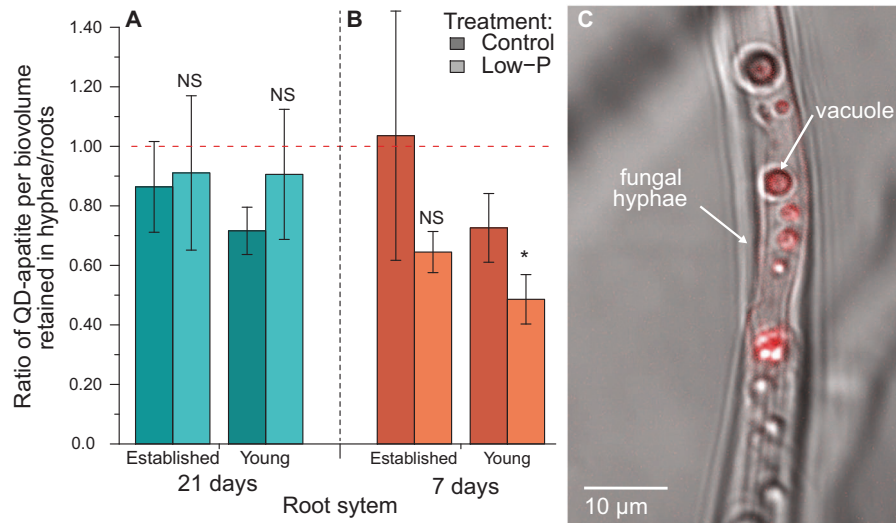 A
B
Treatment:
Control
Low–P
C
1.40
1.20
1.00
0.80
0.60
0.40
0.20
0.0
Ratio of QD-apatite per biovolume
retained in hyphae/roots
NS
NS
NS
*
Established
Young
Established
Young
21 days
7 days
Root sytem
vacuole
fungal
hyphae
10 µm